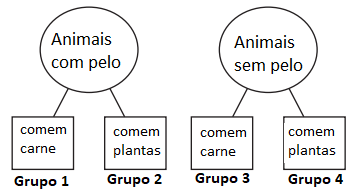 Animais
com pelo
Animais
sem pelo
comem
carne
comem
plantas
comem
carne
comem
plantas
Grupo 1
Grupo 2
Grupo 3
Grupo 4